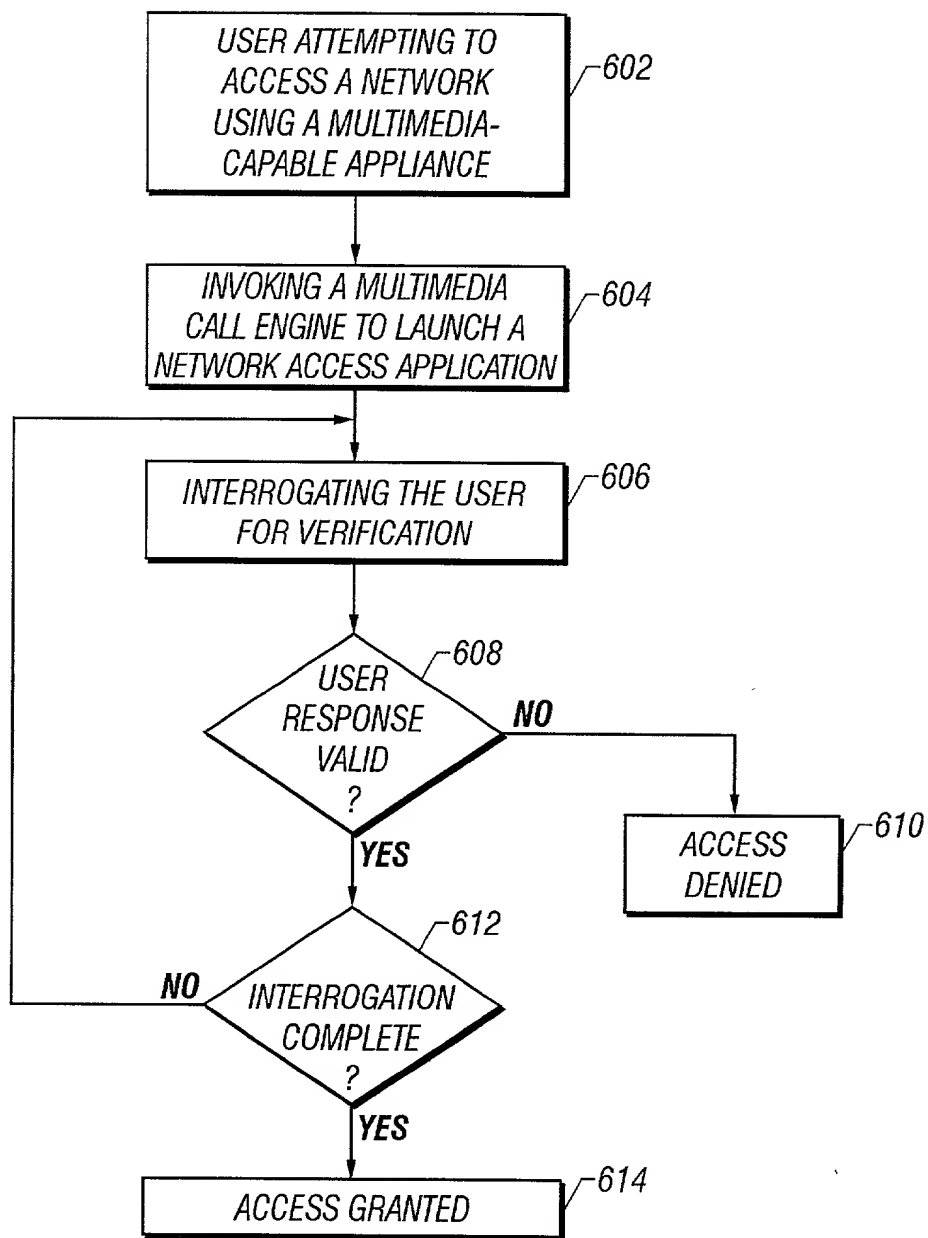 USER ATTEMPTING TO
ACCESS A NETWORK
USING A MULTIMEDIA-
CAPABLE APPLIANCE
602
INVOKING A MULTIMEDIA
CALL ENGINE TO LAUNCH A
NETWORK ACCESS APPLICATION
604
INTERROGATING THE USER
FOR VERIFICATION
606
608
USER
RESPONSE
VALID
?
NO
YES
ACCESS
DENIED
610
612
NO
INTERROGATION
COMPLETE
?
YES
ACCESS GRANTED
614